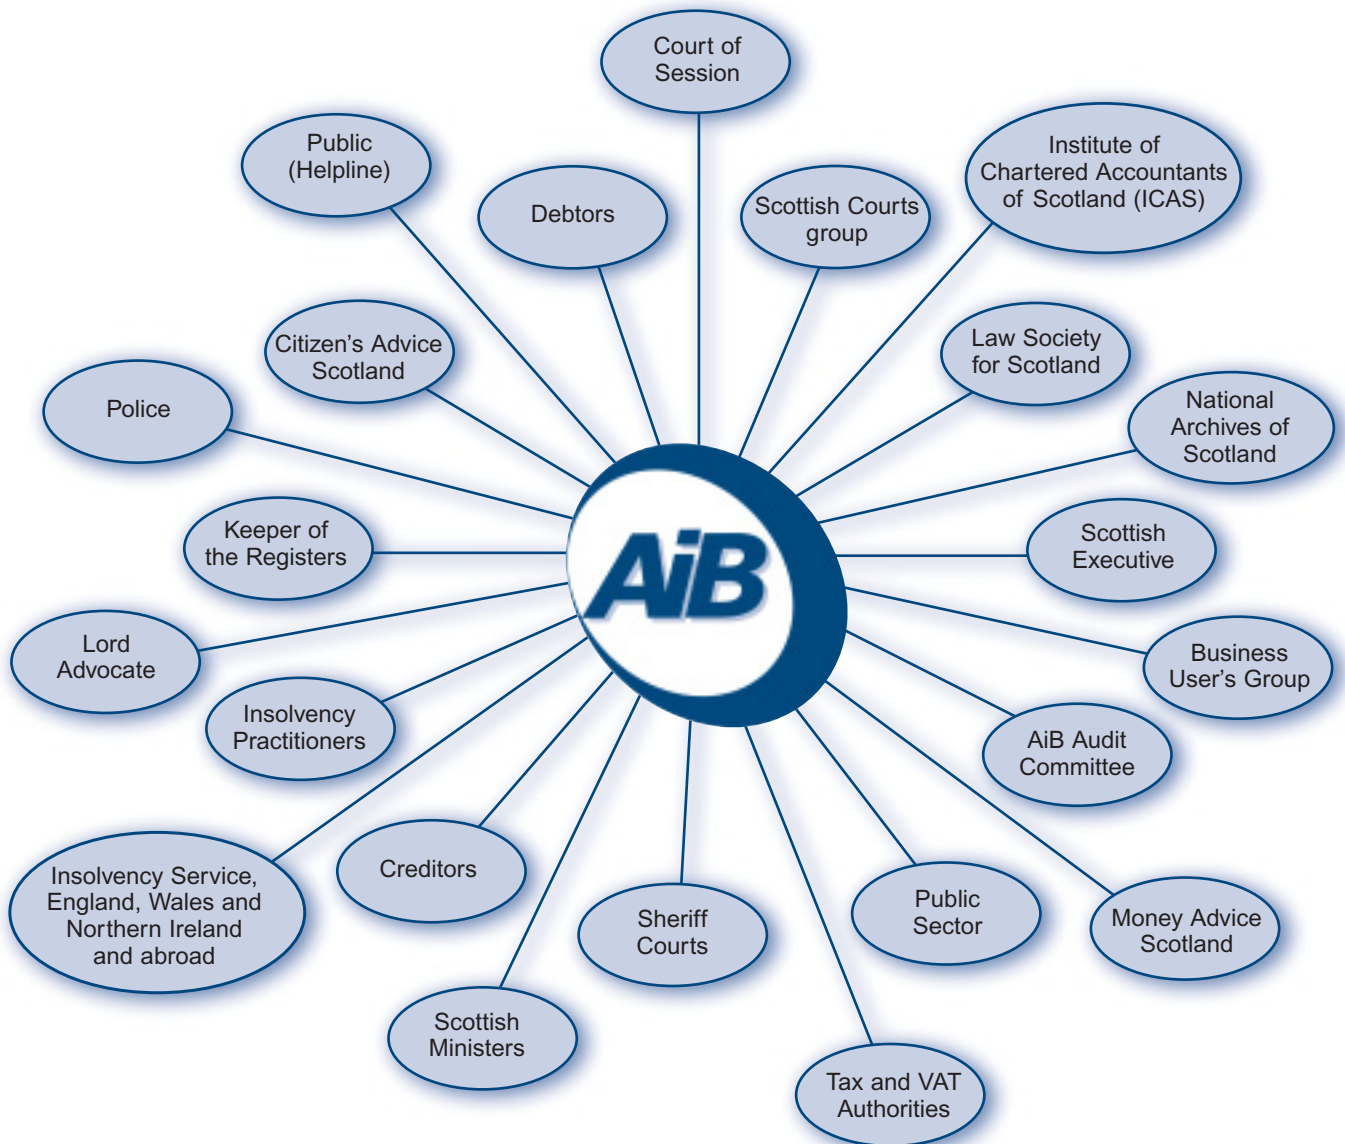 Court of
Session
Public
(Helpline)
Institute of
Chartered Accountants
of Scotland (ICAS)
Debtors
Scottish Courts
group
Citizen's Advice
Scotland
Law Society
for Scotland
Police
National
Archives of
Scotland
Keeper of
the Registers
Scottish
Executive
AiB
Lord
Advocate
Business
User's Group
Insolvency
Practitioners
AiB Audit
Committee
Insolvency Service,
England, Wales and
Northern Ireland
and abroad
Creditors
Sheriff
Courts
Public
Sector
Money Advice
Scotland
Scottish
Ministers
Tax and VAT
Authorities